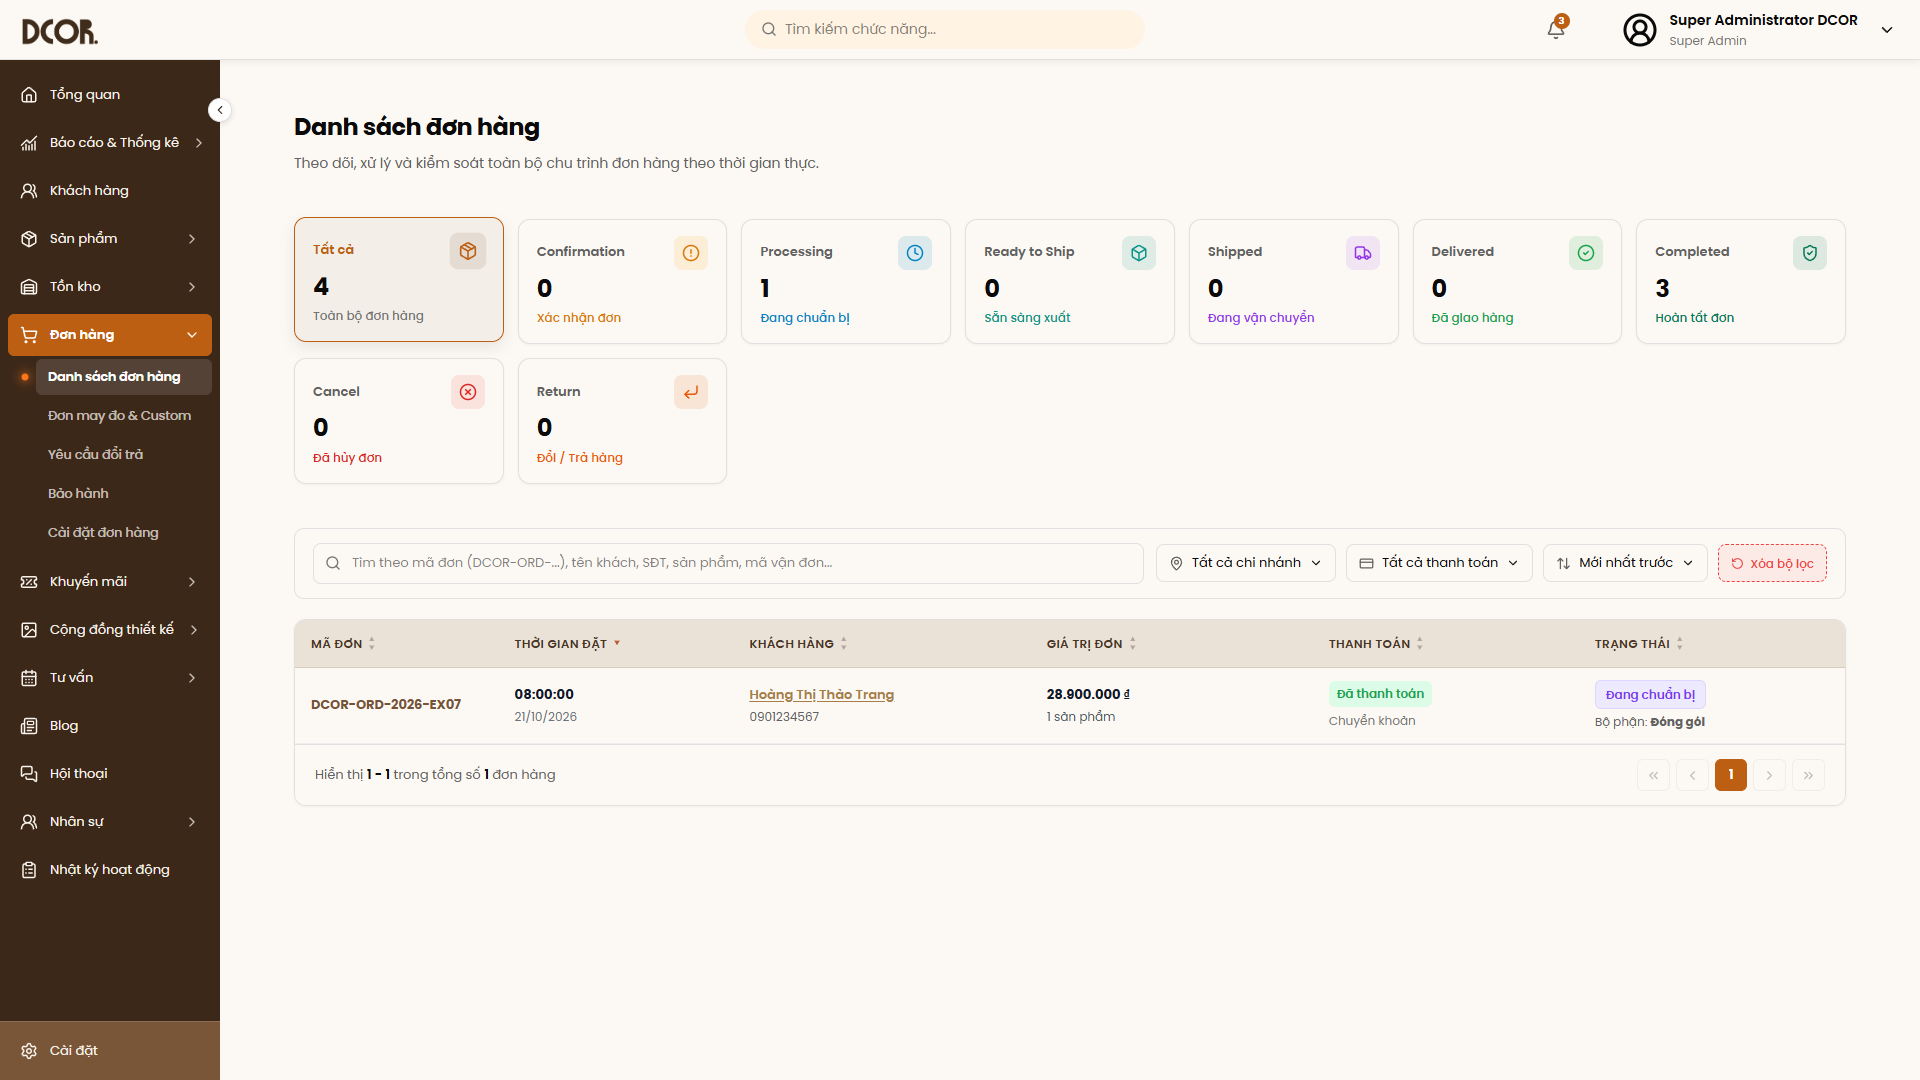 DCOR.
Tìm kiếm chức năng...
3
Super Administrator DCOR
Super Admin
Tổng quan
Báo cáo & Thống kê
Khách hàng
Sản phẩm
Tồn kho
Đơn hàng
Danh sách đơn hàng
Đơn may đo & Custom
Yêu cầu đổi trả
Bảo hành
Cài đặt đơn hàng
Khuyến mãi
Cộng đồng thiết kế
Tư vấn
Blog
Hội thoại
Nhân sự
Nhật ký hoạt động
Cài đặt
Danh sách đơn hàng
Theo dõi, xử lý và kiểm soát toàn bộ chu trình đơn hàng theo thời gian thực.
Tất cả
4
Toàn bộ đơn hàng
Confirmation
0
Xác nhận đơn
Processing
1
Đang chuẩn bị
Ready to Ship
0
Sẵn sàng xuất
Shipped
0
Đang vận chuyển
Delivered
0
Đã giao hàng
Completed
3
Hoàn tất đơn
Cancel
0
Đã hủy đơn
Return
0
Đổi / Trả hàng
Tìm theo mã đơn (DCOR-ORD-...), tên khách, SĐT, sản phẩm, mã vận đơn...
Tất cả chi nhánh
Tất cả thanh toán
Mới nhất trước
Xóa bộ lọc
MÃ ĐƠN THỜI GIAN ĐẶT KHÁCH HÀNG GIÁ TRỊ ĐƠN THANH TOÁN TRẠNG THÁI
DCOR-ORD-2026-EX07
08:00:00
21/10/2026
Hoàng Thị Thảo Trang
0901234567
28.900.000 ₫
1 sản phẩm
Đã thanh toán
Chuyển khoản
Đang chuẩn bị
Bộ phận: Đóng gói
Hiển thị 1 - 1 trong tổng số 1 đơn hàng
« ‹ 1 › »